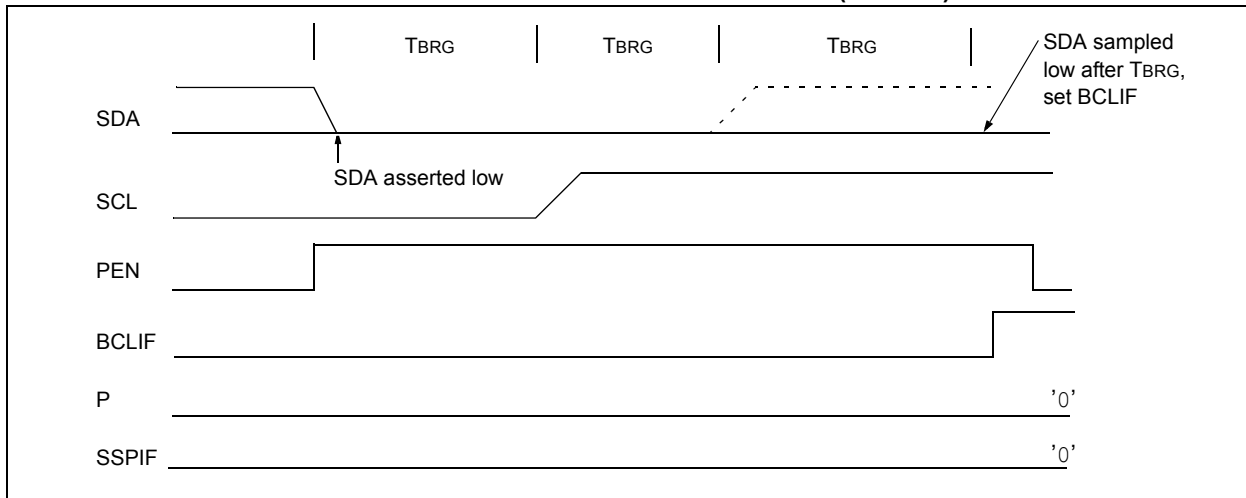 TBRG TBRG TBRG
SDA sampled
low after TBRG,
set BCLIF
SDA
SDA asserted low
SCL
PEN
BCLIF
P '0'
SSPIF '0'